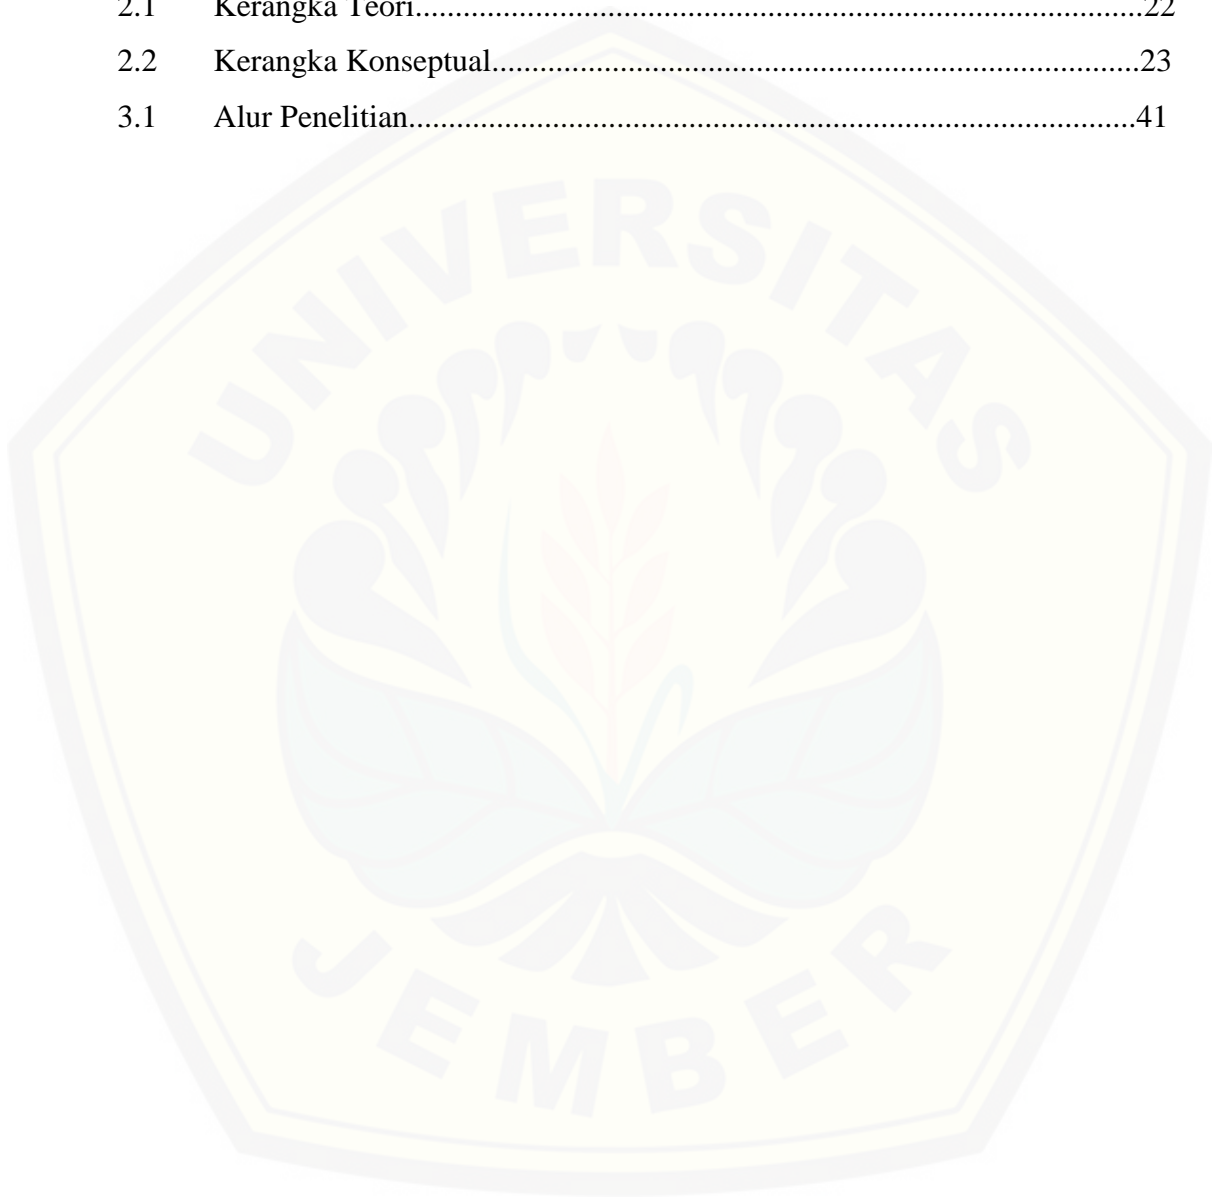 2.1 Kerangka Teori...........................................................................................22
2.2 Kerangka Konseptual.................................................................................23
3.1 Alur Penelitian...........................................................................................41
UNIVERSITAS
JEMBER